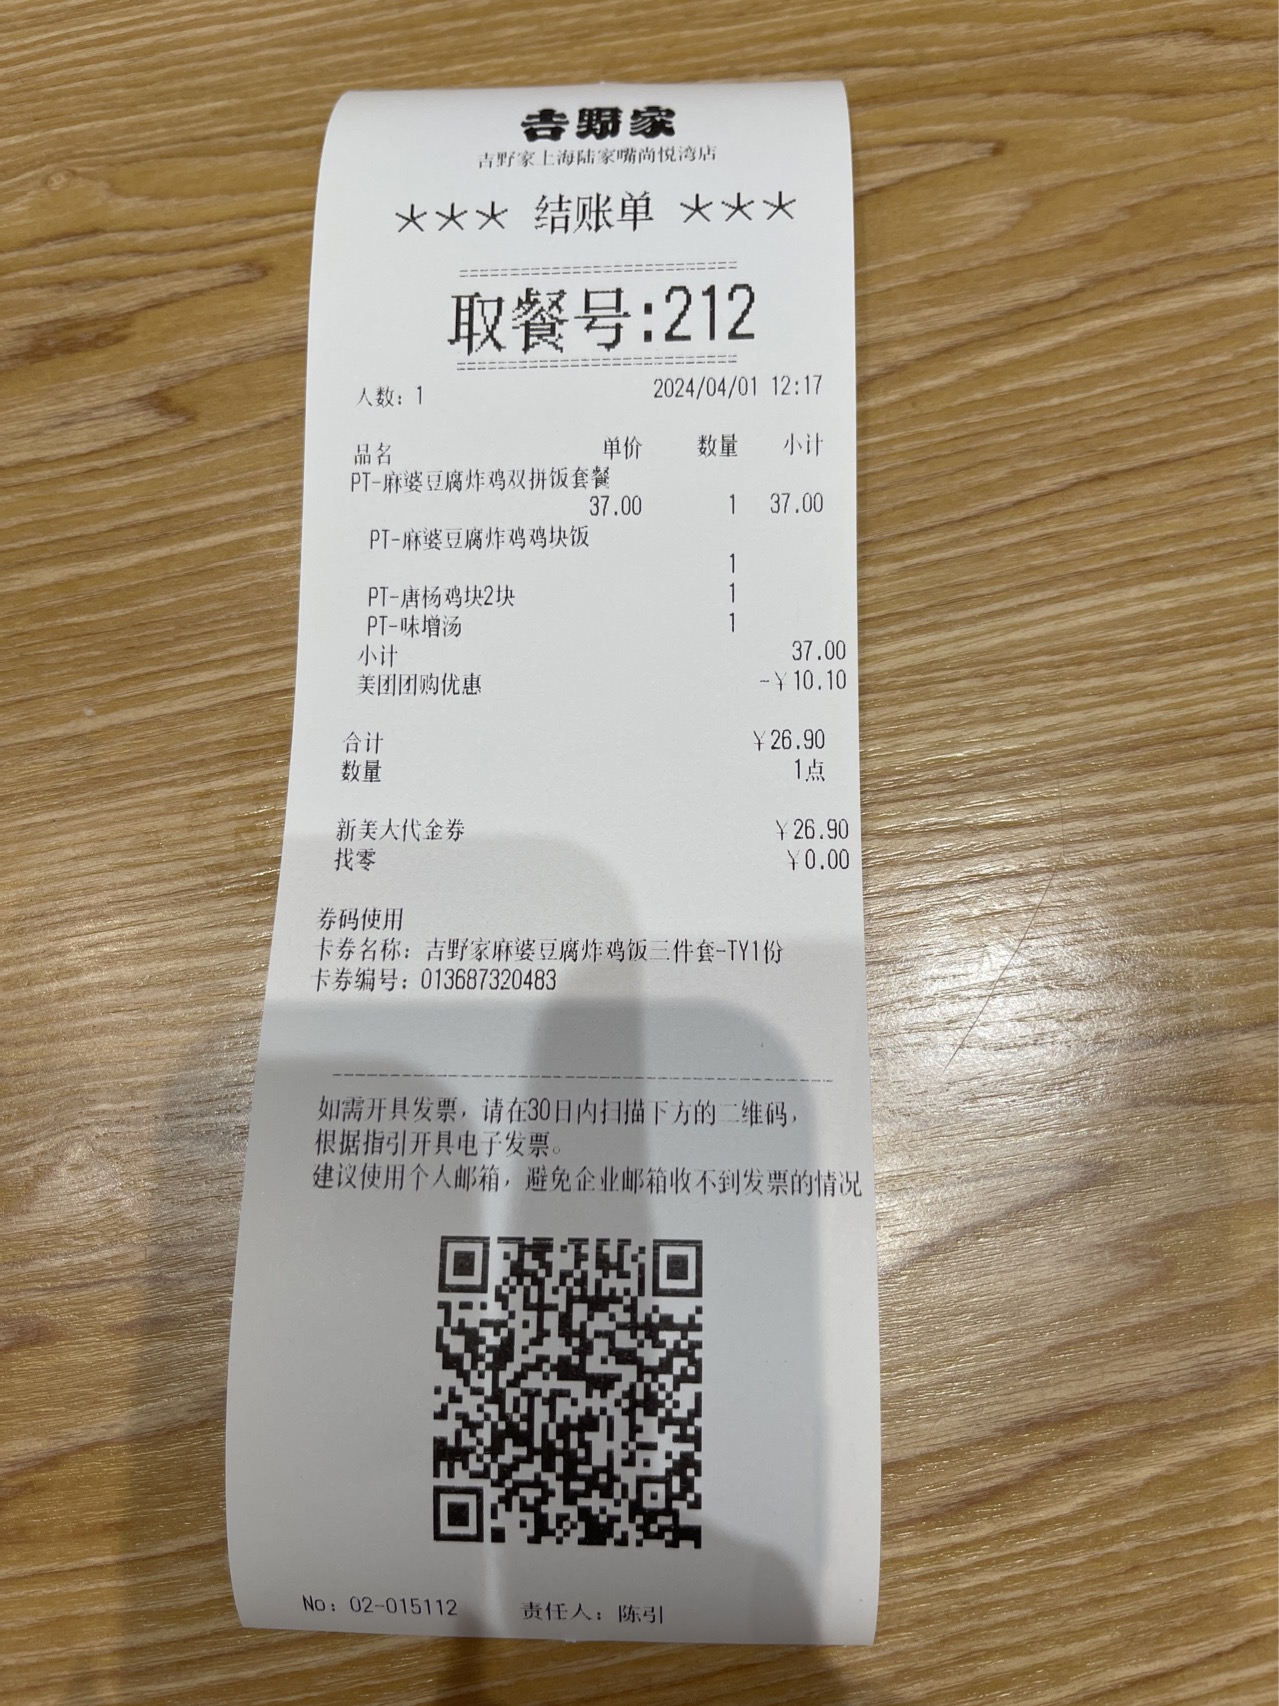 吉野家
吉野家上海陆家嘴尚悦湾店
*** 结账单 ***
==========================
取餐号:212
==========================
人数: 1 2024/04/01 12:17
品名 单价 数量 小计
PT-麻婆豆腐炸鸡双拼饭套餐
37.00 1 37.00
PT-麻婆豆腐炸鸡鸡块饭
1
PT-唐杨鸡块2块 1
PT-味增汤 1
小计 37.00
美团团购优惠 -¥10.10
合计 ¥26.90
数量 1点
新美大代金券 ¥26.90
找零 ¥0.00
券码使用
卡券名称: 吉野家麻婆豆腐炸鸡饭三件套-TY1份
卡券编号: 013687320483
如需开具发票，请在30日内扫描下方的二维码，
根据指引开具电子发票。
建议使用个人邮箱，避免企业邮箱收不到发票的情况
No: 02-015112 责任人: 陈引